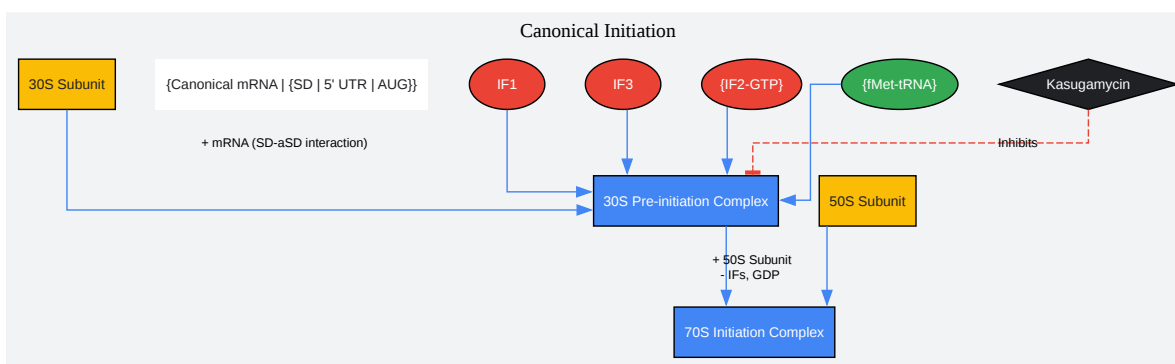 Canonical Initiation
30S Subunit
{Canonical mRNA | {SD | 5' UTR | AUG}}
IF1
IF3
{IF2-GTP}
{fMet-tRNA}
Kasugamycin
+ mRNA (SD-aSD interaction)
Inhibits
30S Pre-initiation Complex
50S Subunit
+ 50S Subunit
- IFs, GDP
70S Initiation Complex